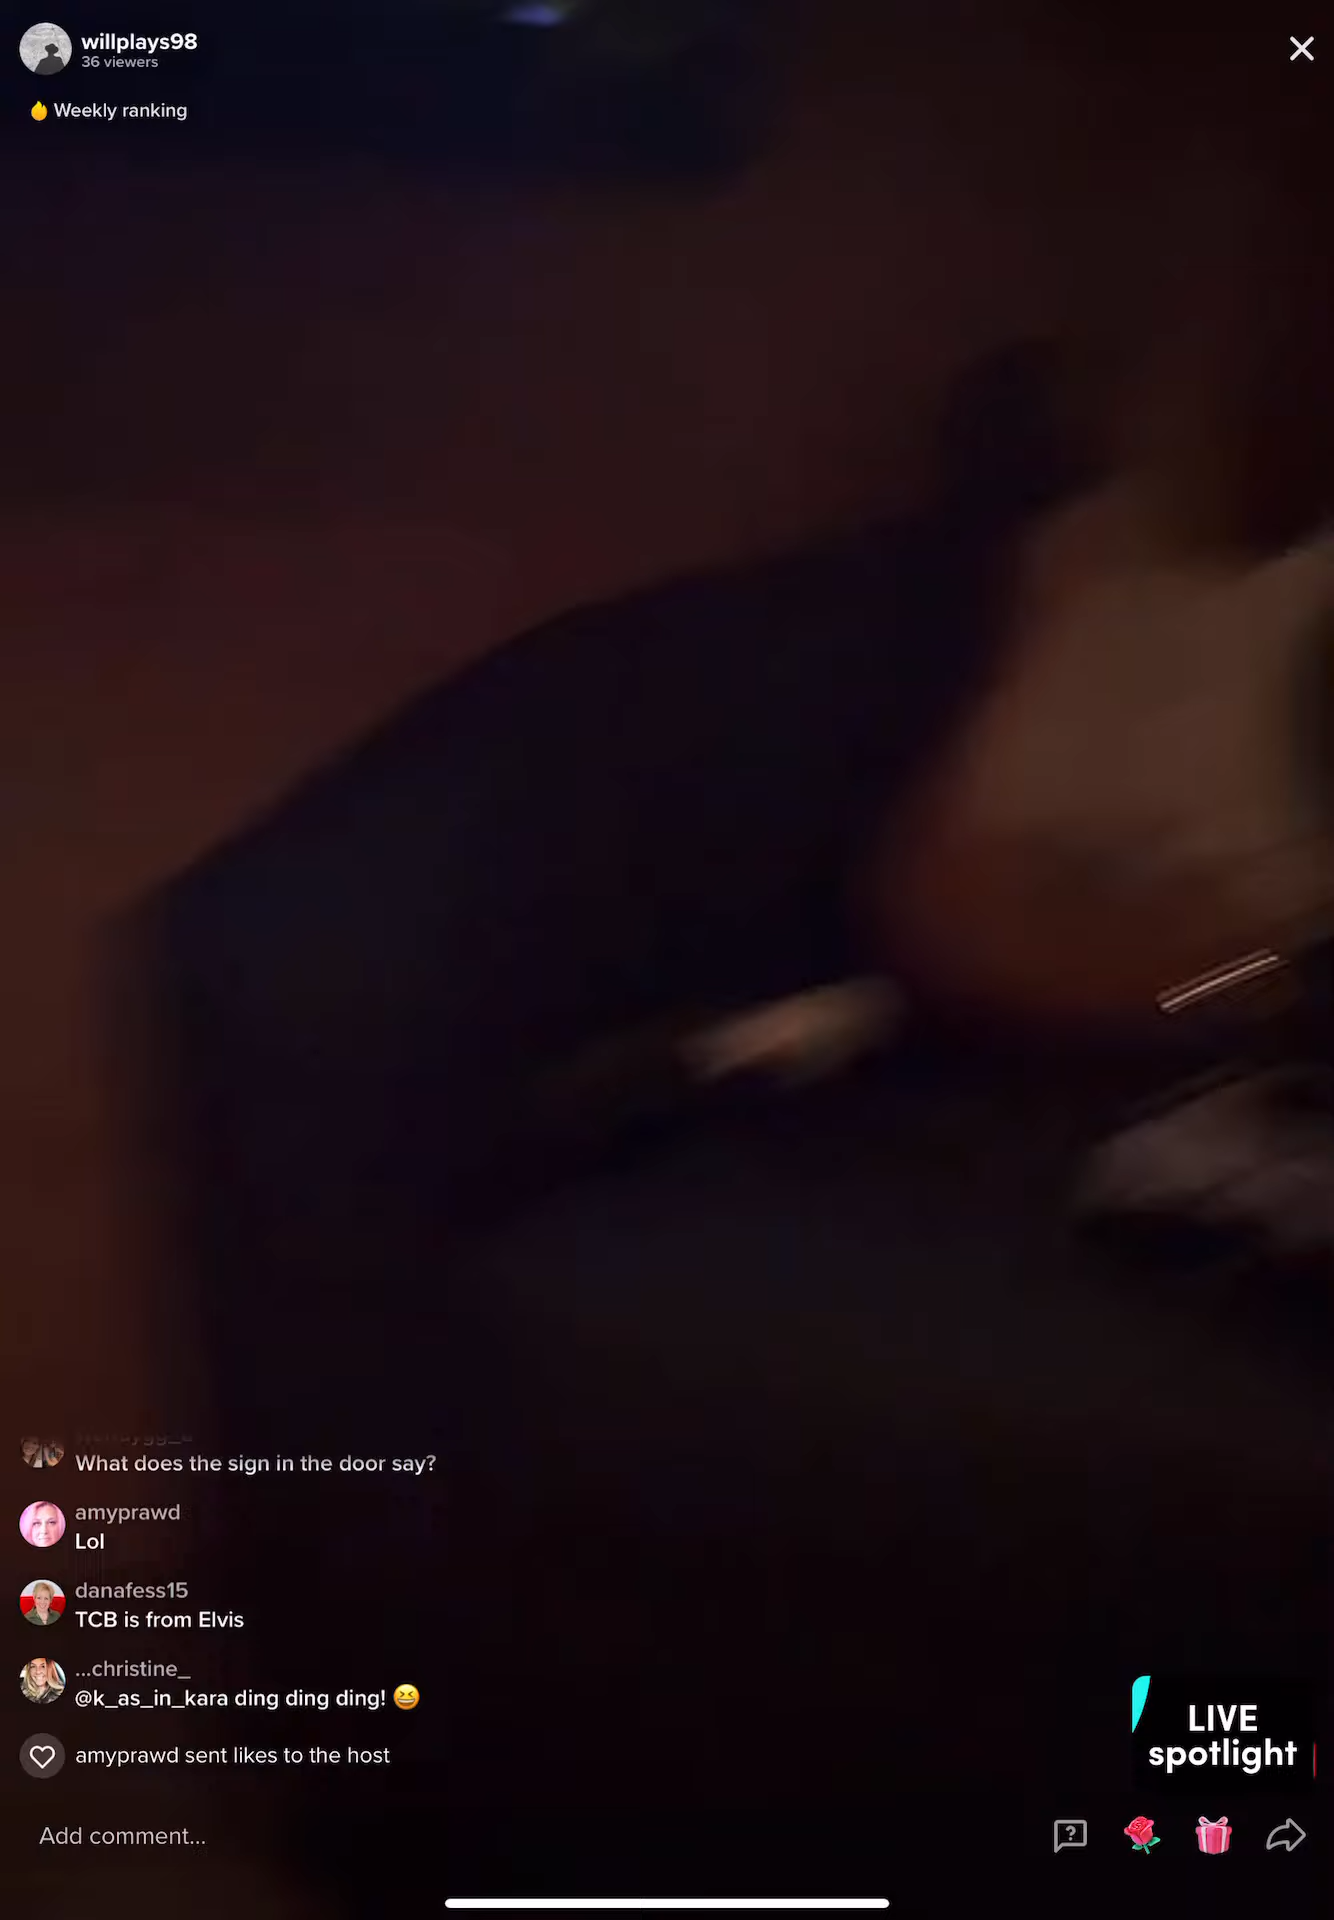 willplays98
36 viewers
Weekly ranking
What does the sign in the door say?
amyprawd
Lol
danafess15
TCB is from Elvis
...christine_
@k_as_in_kara ding ding ding! 😆
amyprawd sent likes to the host
LIVE
spotlight
Add comment...
?